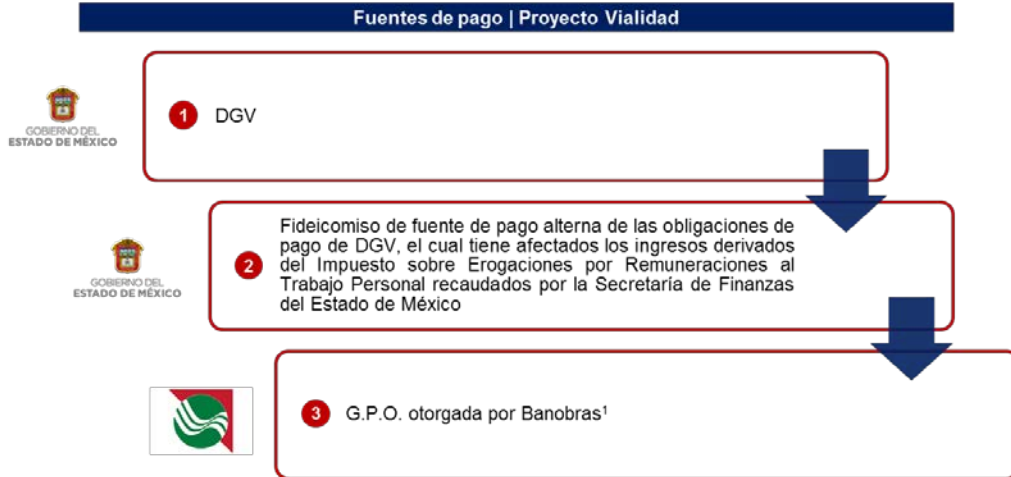 Fuentes de pago | Proyecto Vialidad
GOBIERNO DEL
ESTADO DE MÉXICO
1 DGV
GOBIERNO DEL
ESTADO DE MÉXICO
2 Fideicomiso de fuente de pago alterna de las obligaciones de
pago de DGV, el cual tiene afectados los ingresos derivados
del Impuesto sobre Erogaciones por Remuneraciones al
Trabajo Personal recaudados por la Secretaría de Finanzas
del Estado de México
3 G.P.O. otorgada por Banobras¹